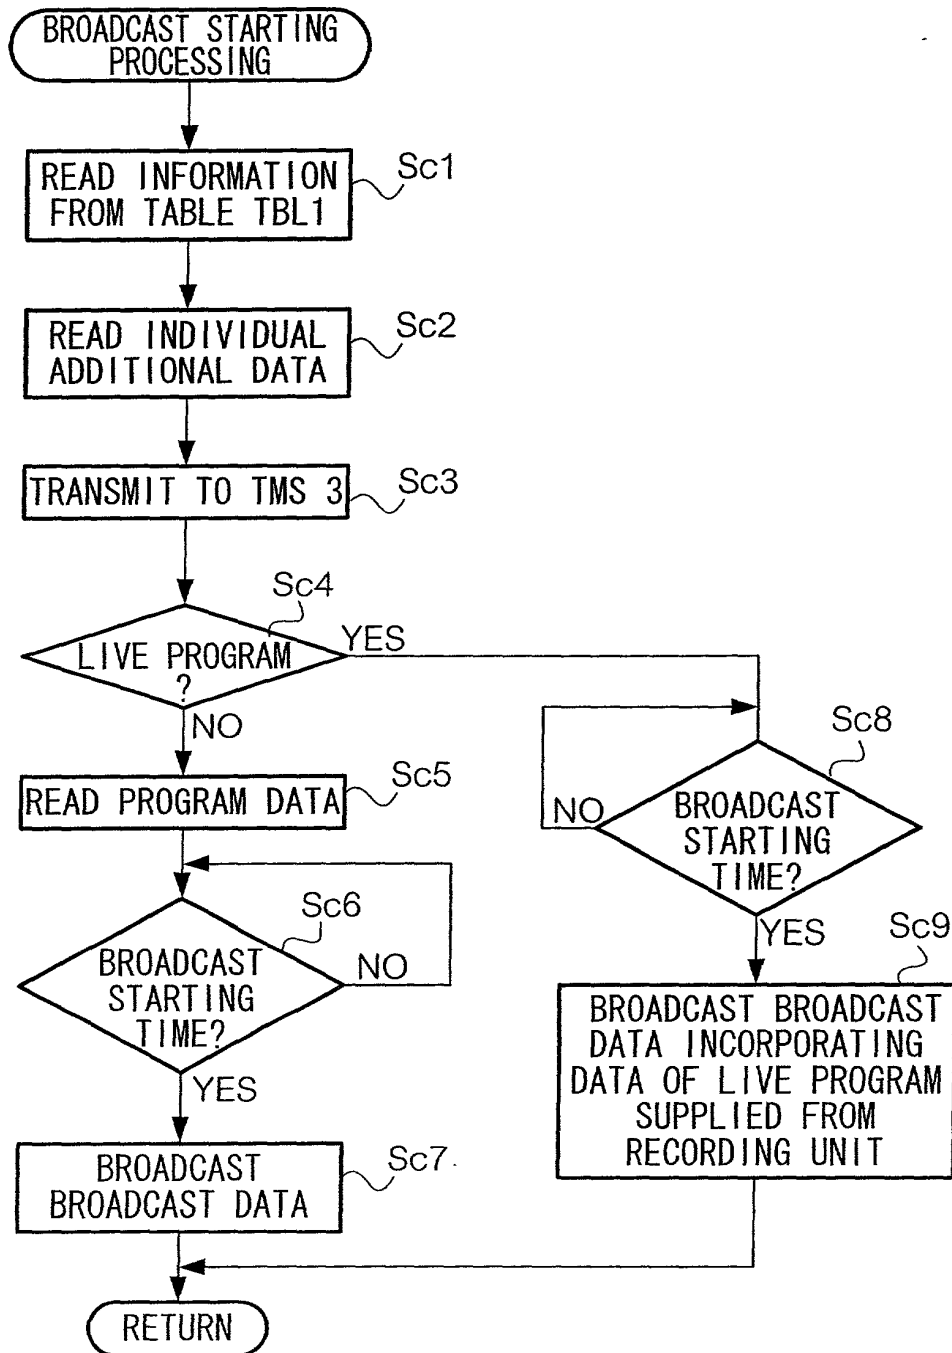 BROADCAST STARTING
PROCESSING
READ INFORMATION
FROM TABLE TBL1
Sc1
READ INDIVIDUAL
ADDITIONAL DATA
Sc2
TRANSMIT TO TMS 3
Sc3
Sc4
LIVE PROGRAM
?
YES
NO
READ PROGRAM DATA
Sc5
Sc6
BROADCAST
STARTING
TIME?
NO
YES
BROADCAST
BROADCAST DATA
Sc7
Sc8
BROADCAST
STARTING
TIME?
NO
YES
Sc9
BROADCAST BROADCAST
DATA INCORPORATING
DATA OF LIVE PROGRAM
SUPPLIED FROM
RECORDING UNIT
RETURN